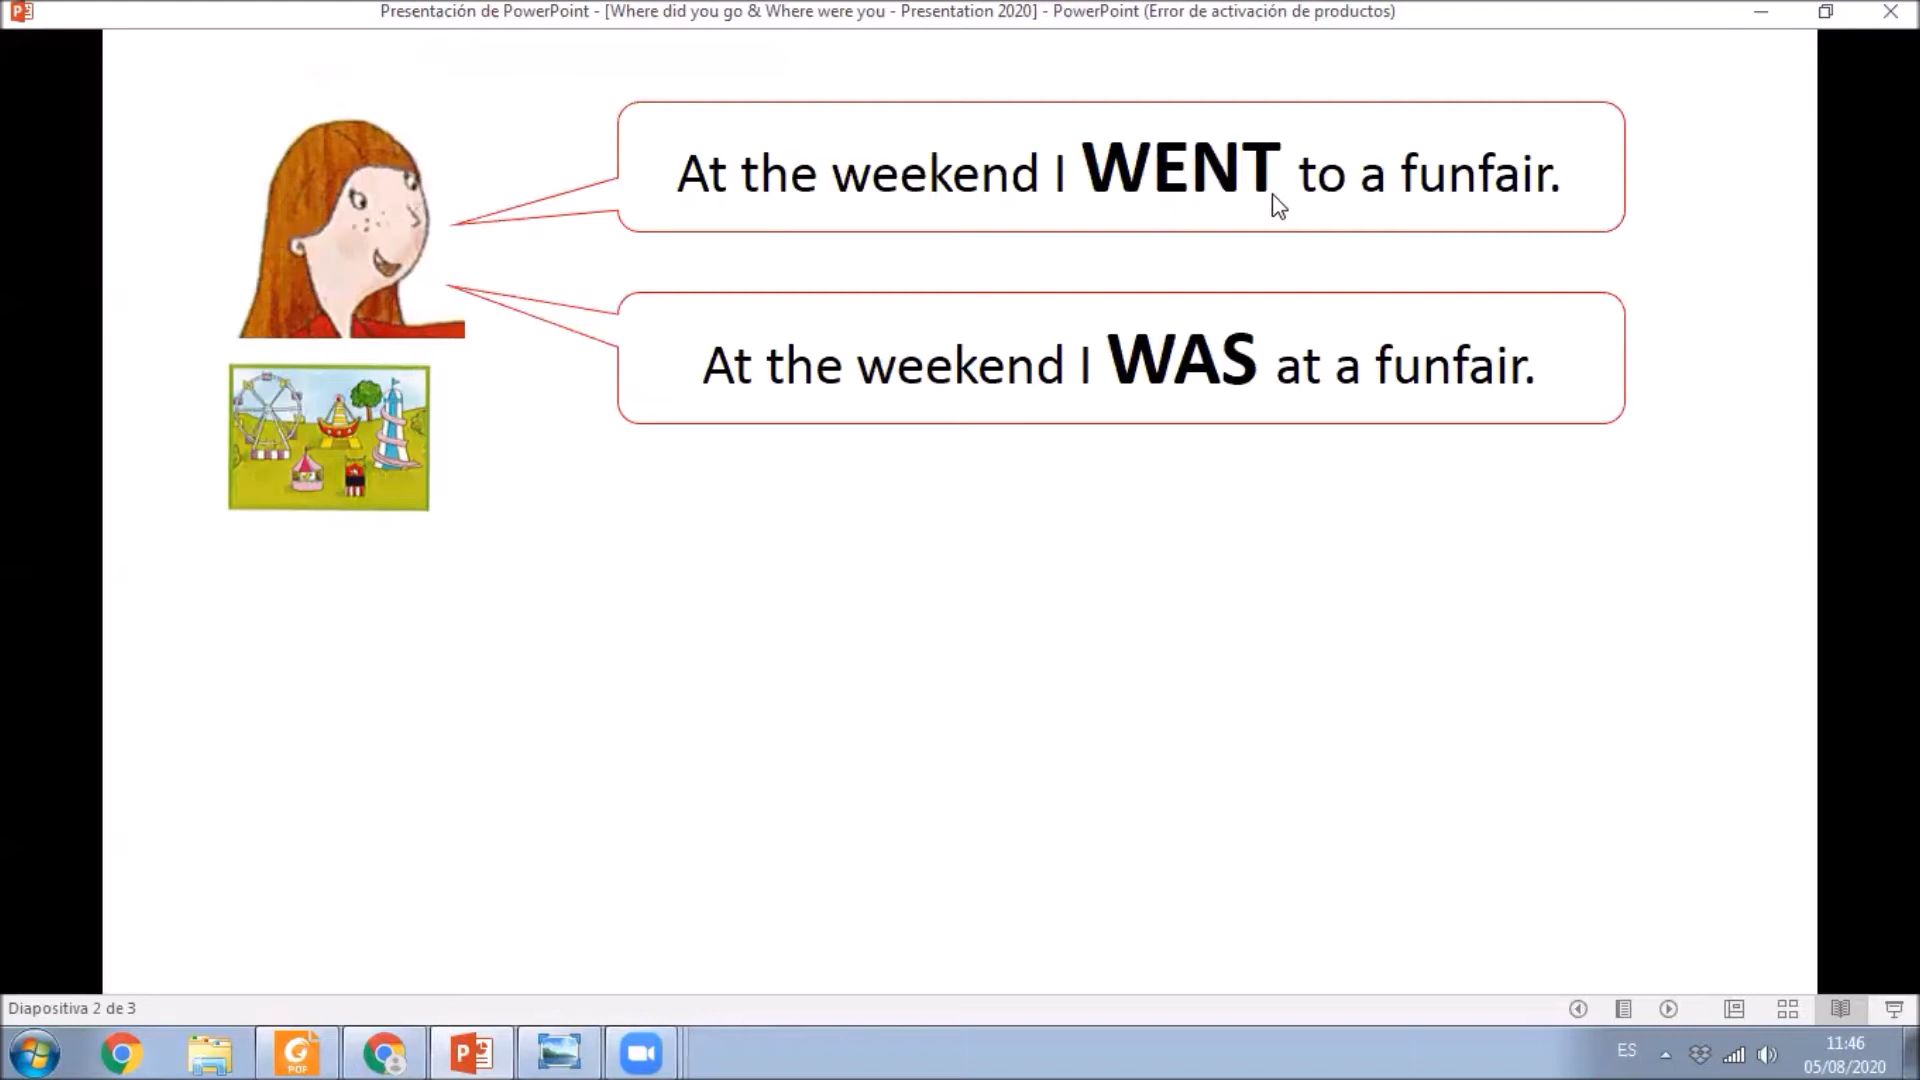 Presentación de PowerPoint - [Where did you go & Where were you - Presentation 2020] - PowerPoint (Error de activación de productos)
At the weekend I WENT to a funfair.
At the weekend I WAS at a funfair.
Diapositiva 2 de 3
PDF
ES
11:46
05/08/2020